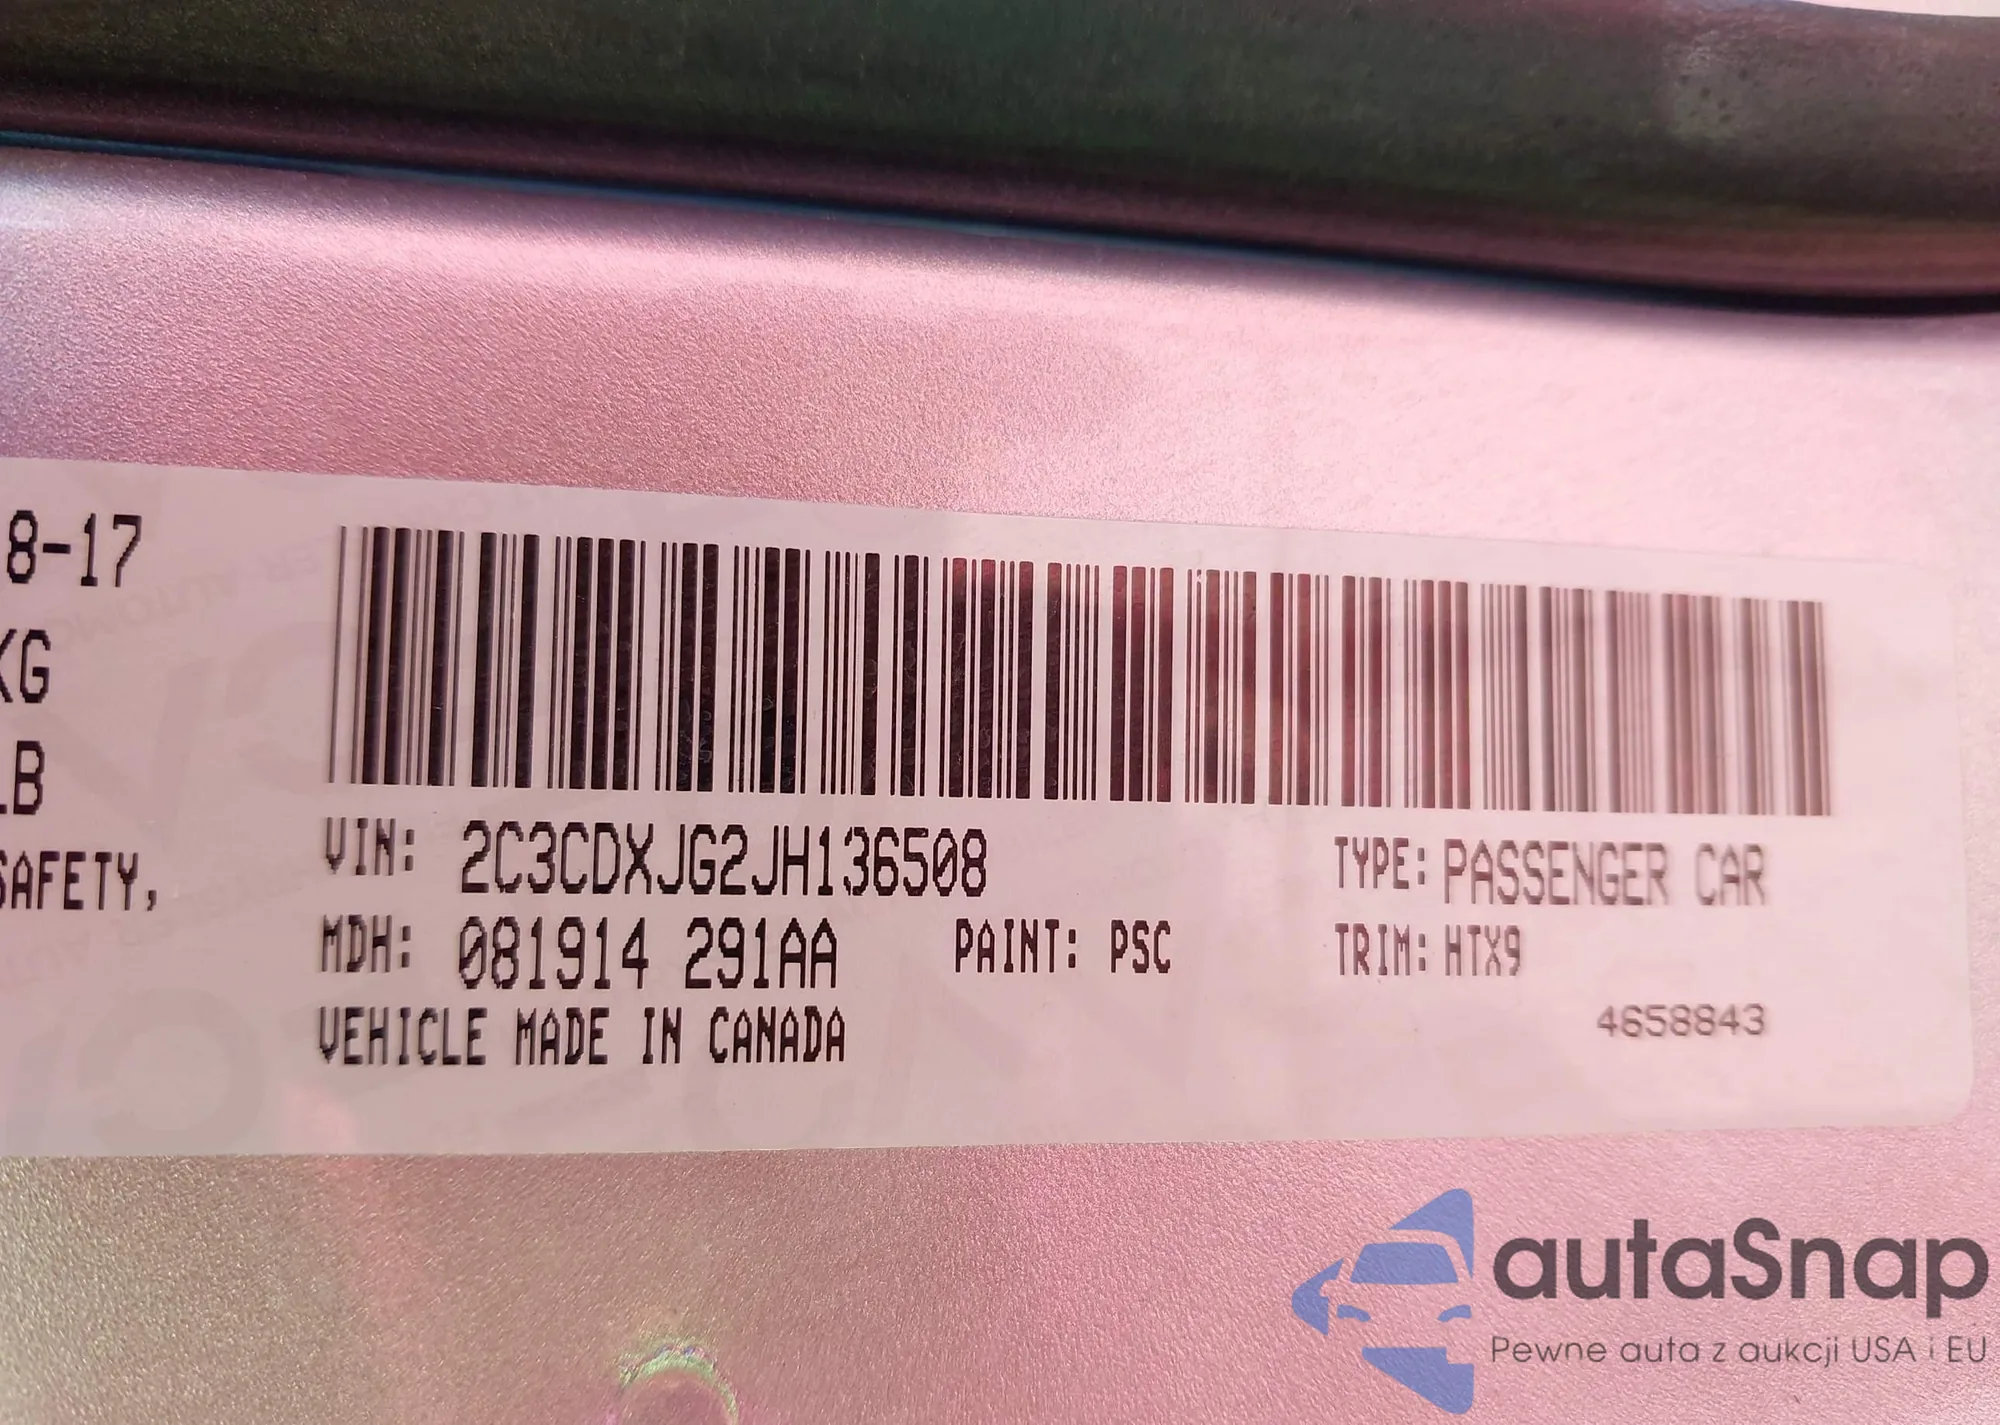 8-17
KG
LB
SAFETY,
VIN: 2C3CDXJG2JH136508
TYPE: PASSENGER CAR
MDH: 081914 291AA
PAINT: PSC
TRIM: HTX9
VEHICLE MADE IN CANADA
4658843
autaSnap
Pewne auta z aukcji USA i EU